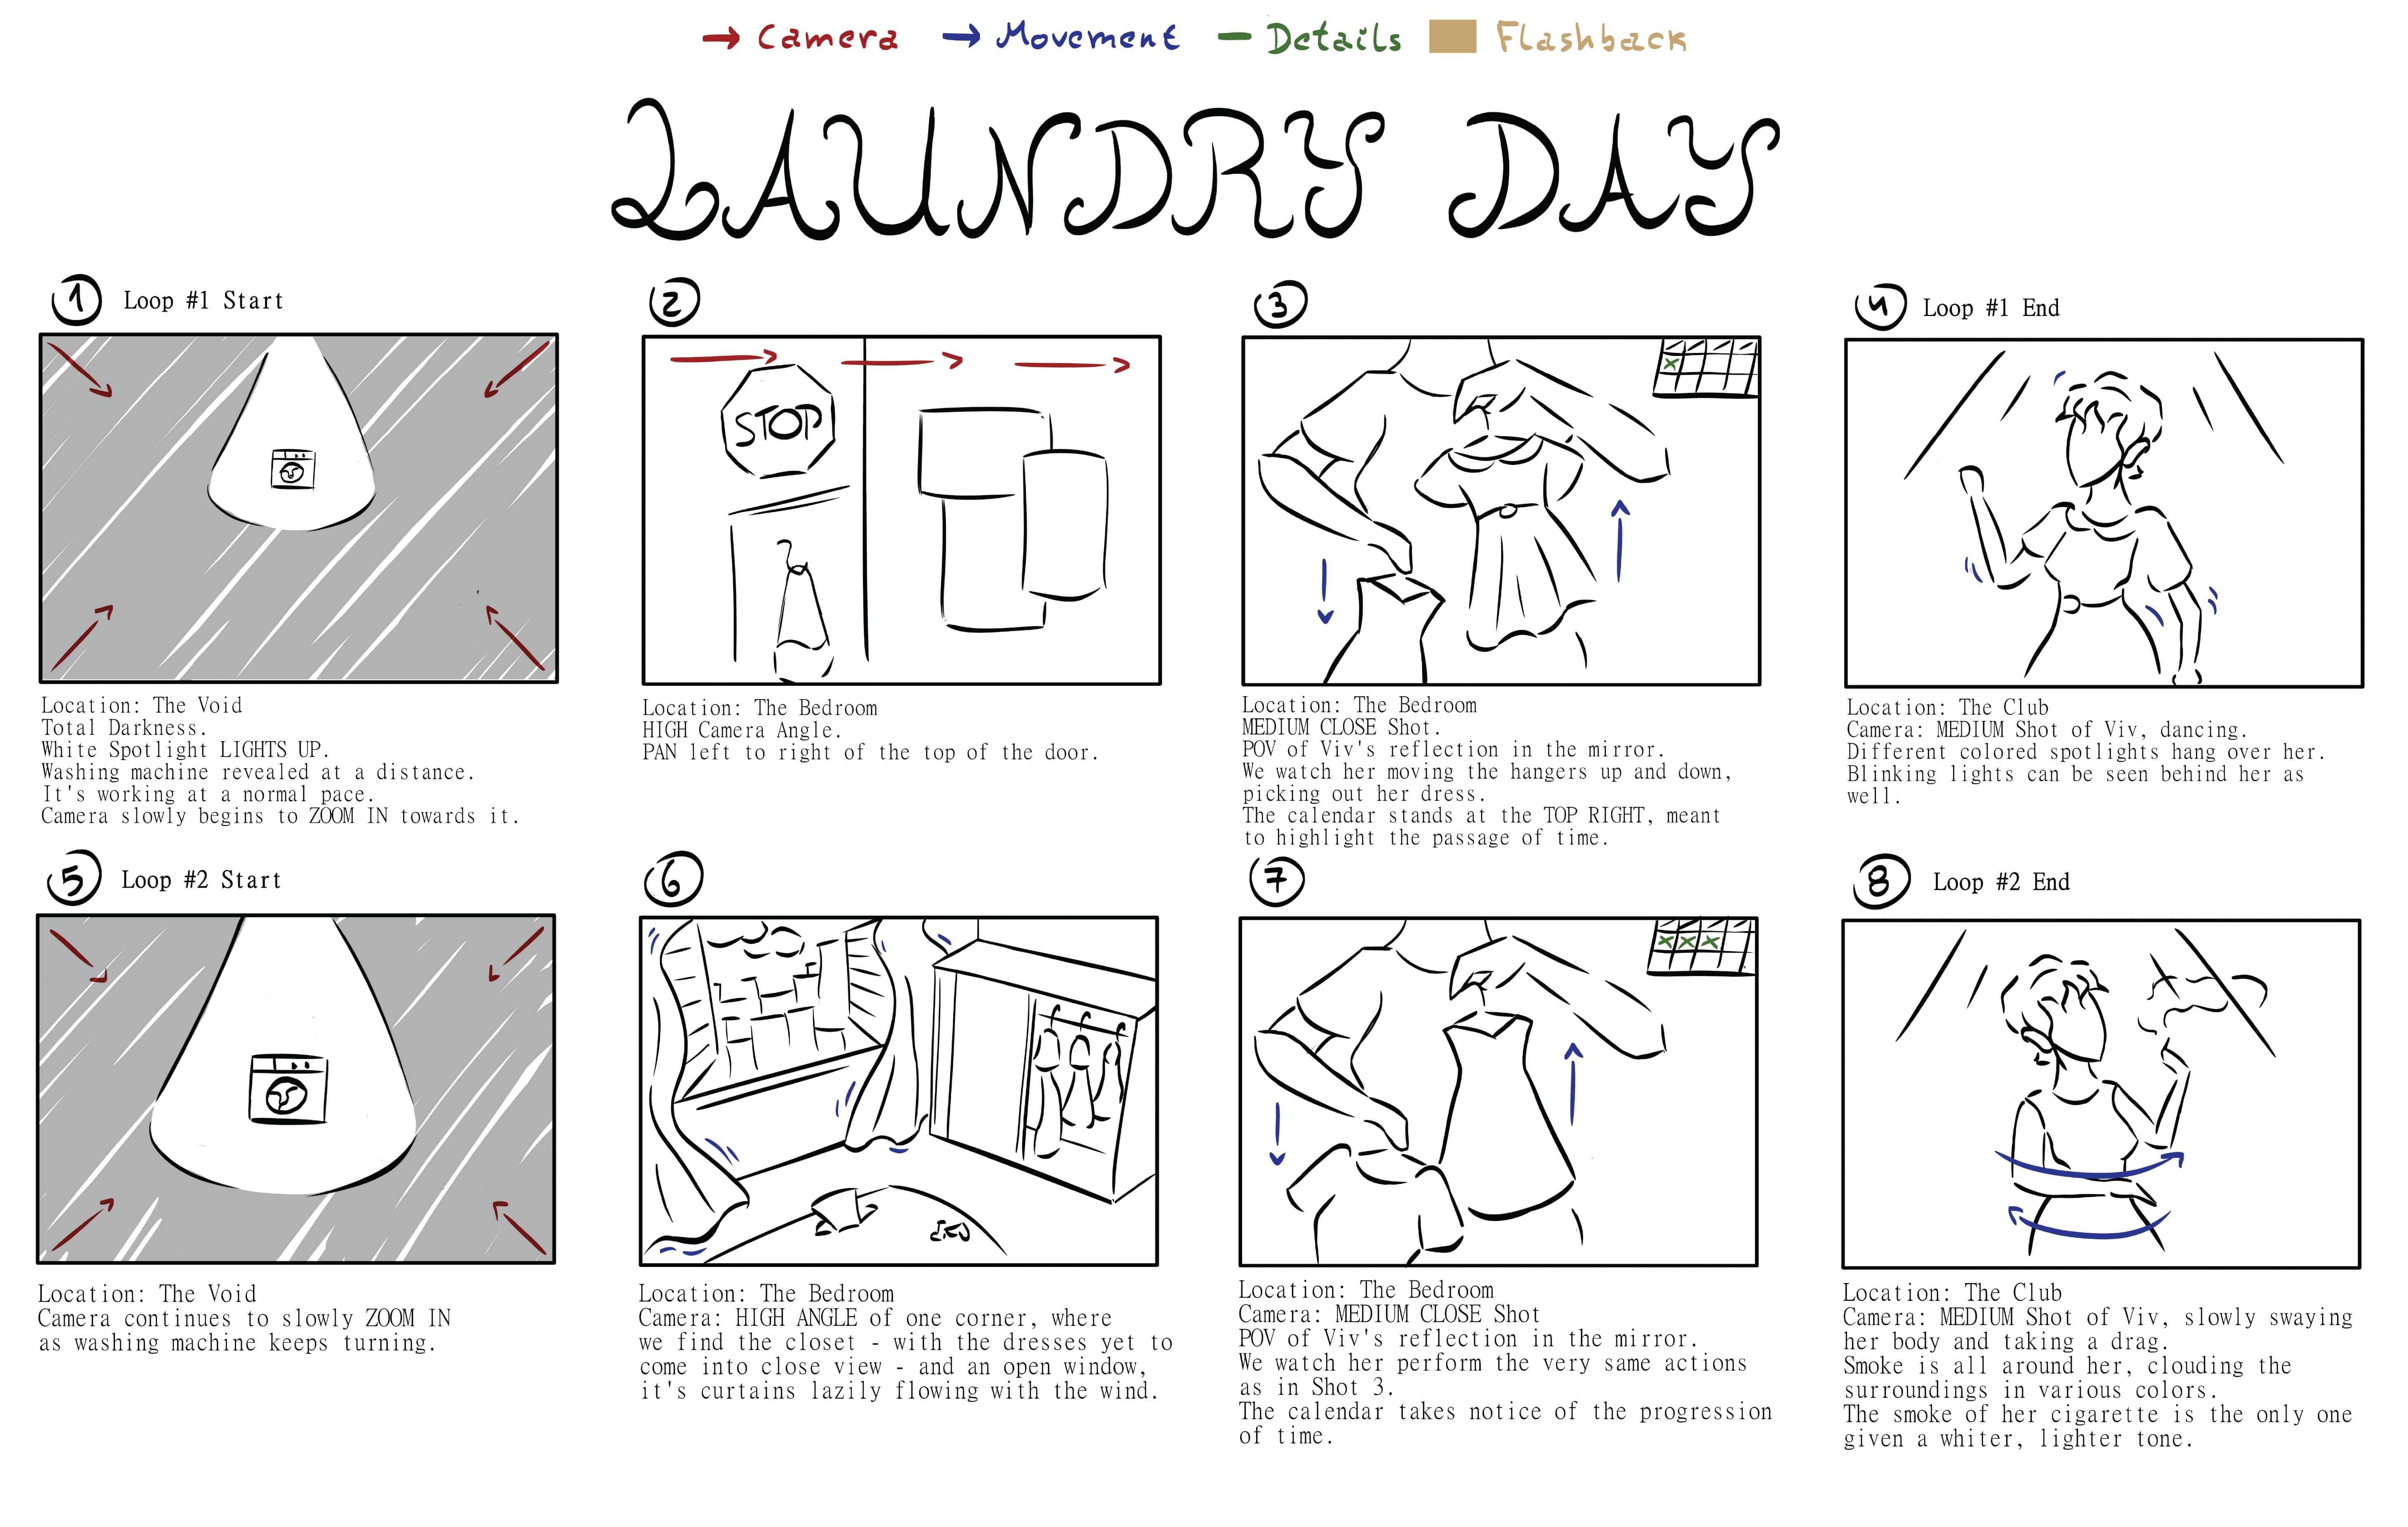 Camera Movement Details Flashback
LAUNDRY DAY
1 Loop #1 Start
Location: The Void
Total Darkness.
White Spotlight LIGHTS UP.
Washing machine revealed at a distance.
It's working at a normal pace.
Camera slowly begins to ZOOM IN towards it.
2
STOP
Location: The Bedroom
HIGH Camera Angle.
PAN left to right of the top of the door.
3
Location: The Bedroom
MEDIUM CLOSE Shot.
POV of Viv's reflection in the mirror.
We watch her moving the hangers up and down,
picking out her dress.
The calendar stands at the TOP RIGHT, meant
to highlight the passage of time.
4 Loop #1 End
Location: The Club
Camera: MEDIUM Shot of Viv, dancing.
Different colored spotlights hang over her.
Blinking lights can be seen behind her as
well.
5 Loop #2 Start
Location: The Void
Camera continues to slowly ZOOM IN
as washing machine keeps turning.
6
Location: The Bedroom
Camera: HIGH ANGLE of one corner, where
we find the closet - with the dresses yet to
come into close view - and an open window,
it's curtains lazily flowing with the wind.
7
Location: The Bedroom
Camera: MEDIUM CLOSE Shot
POV of Viv's reflection in the mirror.
We watch her perform the very same actions
as in Shot 3.
The calendar takes notice of the progression
of time.
8 Loop #2 End
Location: The Club
Camera: MEDIUM Shot of Viv, slowly swaying
her body and taking a drag.
Smoke is all around her, clouding the
surroundings in various colors.
The smoke of her cigarette is the only one
given a whiter, lighter tone.